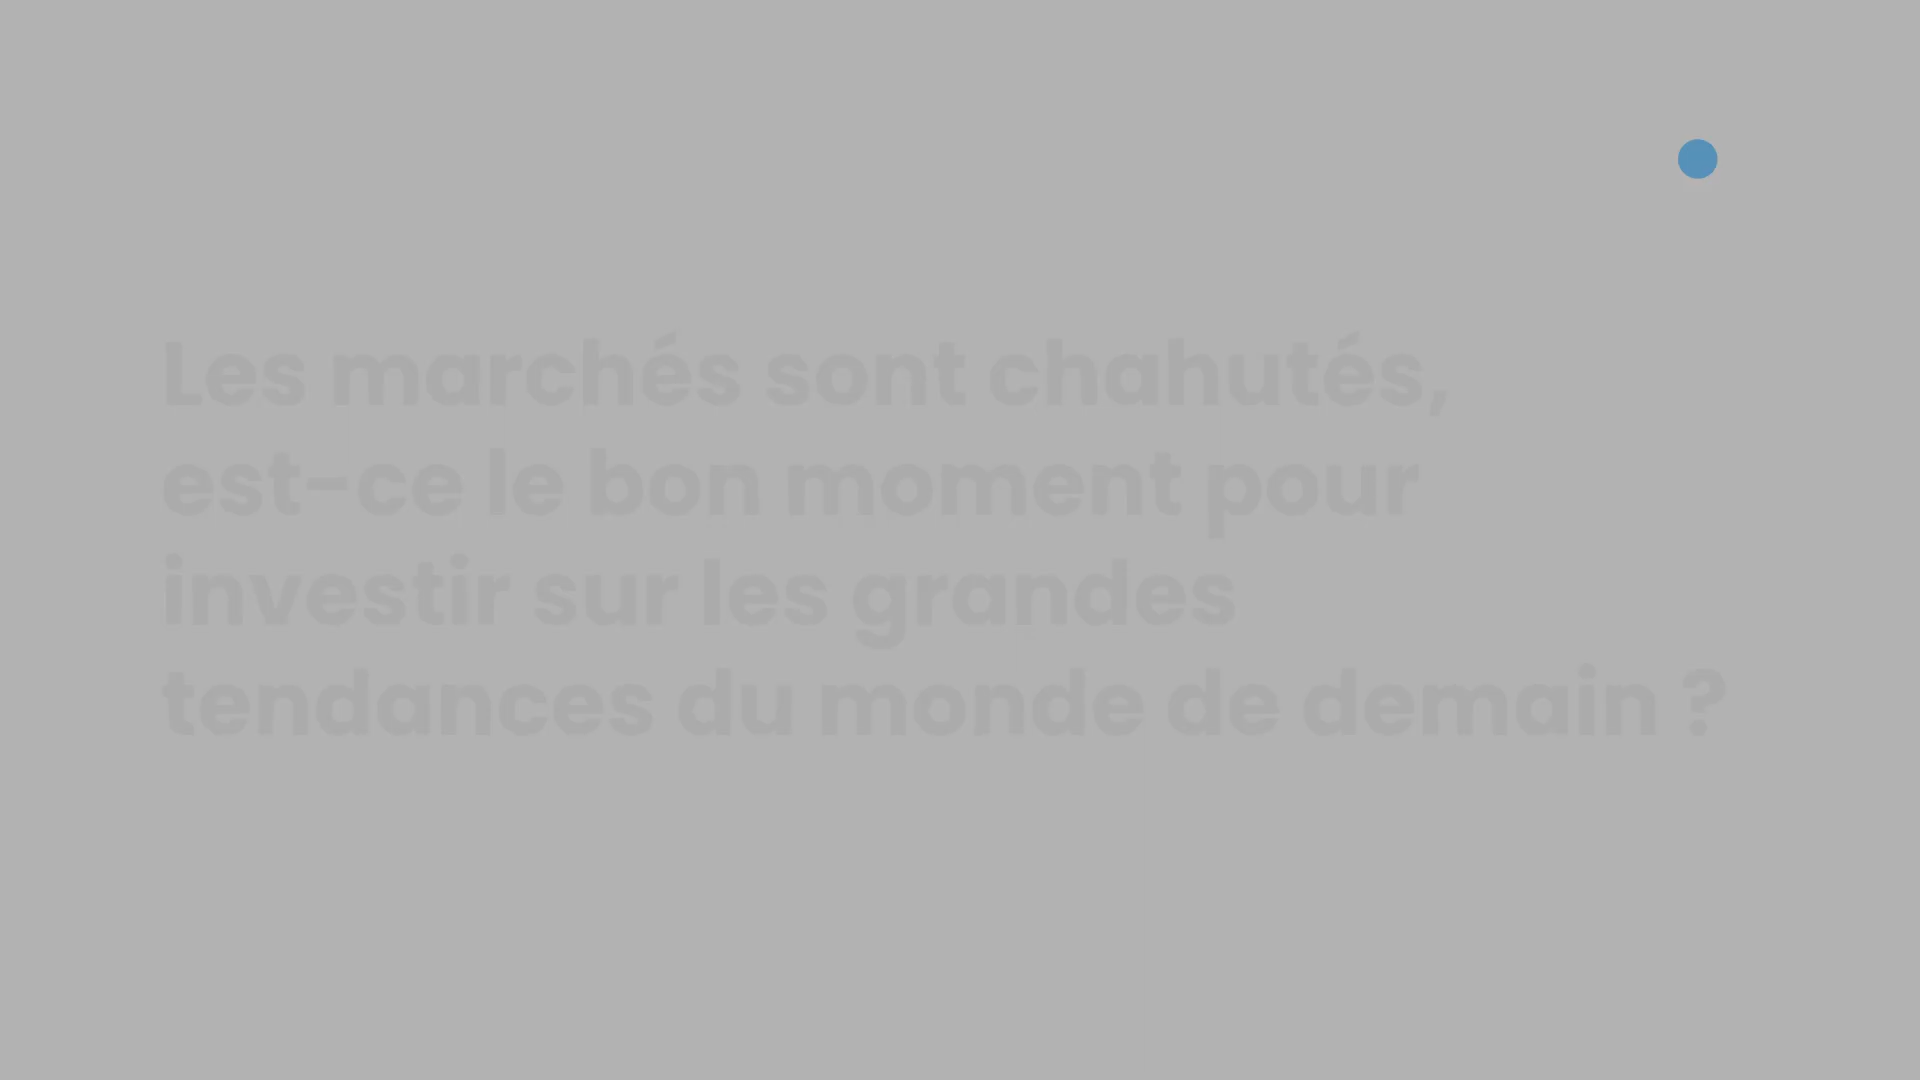 Les marchés sont chahutés,
est-ce le bon moment pour
investir sur les grandes
tendances du monde de demain ?